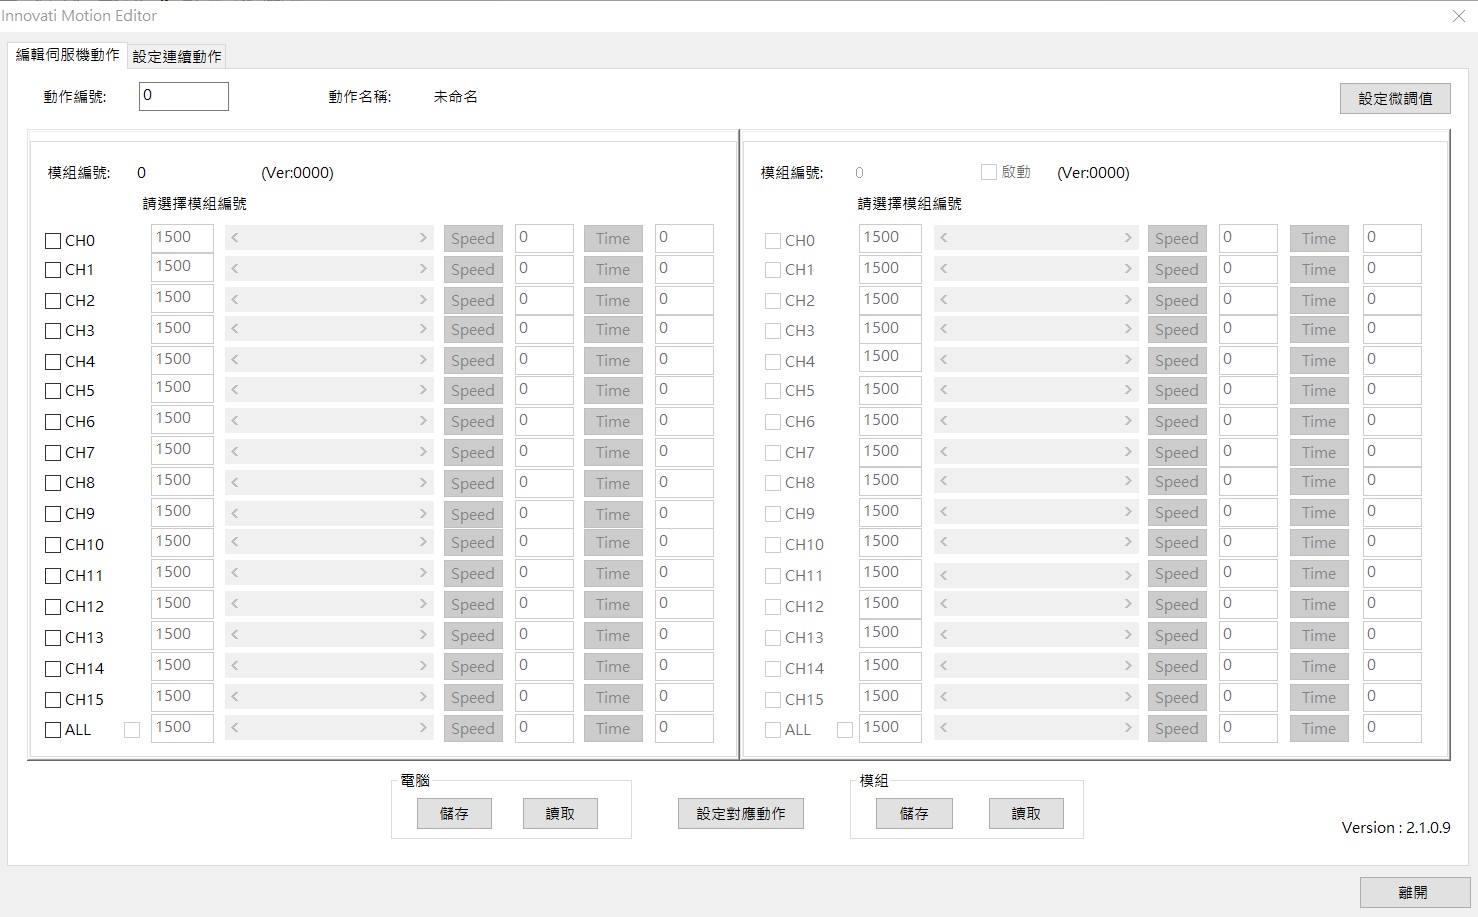 Innovati Motion Editor
編輯伺服機動作 設定連續動作
動作編號: 0 動作名稱: 未命名 設定微調值
模組編號: 0 (Ver:0000) 模組編號: 0 啟動 (Ver:0000)
請選擇模組編號 請選擇模組編號
CH0 1500 Speed 0 Time 0 CH0 1500 Speed 0 Time 0
CH1 1500 Speed 0 Time 0 CH1 1500 Speed 0 Time 0
CH2 1500 Speed 0 Time 0 CH2 1500 Speed 0 Time 0
CH3 1500 Speed 0 Time 0 CH3 1500 Speed 0 Time 0
CH4 1500 Speed 0 Time 0 CH4 1500 Speed 0 Time 0
CH5 1500 Speed 0 Time 0 CH5 1500 Speed 0 Time 0
CH6 1500 Speed 0 Time 0 CH6 1500 Speed 0 Time 0
CH7 1500 Speed 0 Time 0 CH7 1500 Speed 0 Time 0
CH8 1500 Speed 0 Time 0 CH8 1500 Speed 0 Time 0
CH9 1500 Speed 0 Time 0 CH9 1500 Speed 0 Time 0
CH10 1500 Speed 0 Time 0 CH10 1500 Speed 0 Time 0
CH11 1500 Speed 0 Time 0 CH11 1500 Speed 0 Time 0
CH12 1500 Speed 0 Time 0 CH12 1500 Speed 0 Time 0
CH13 1500 Speed 0 Time 0 CH13 1500 Speed 0 Time 0
CH14 1500 Speed 0 Time 0 CH14 1500 Speed 0 Time 0
CH15 1500 Speed 0 Time 0 CH15 1500 Speed 0 Time 0
ALL 1500 Speed 0 Time 0 ALL 1500 Speed 0 Time 0
電腦 模組
儲存 讀取 設定對應動作 儲存 讀取
Version : 2.1.0.9
離開